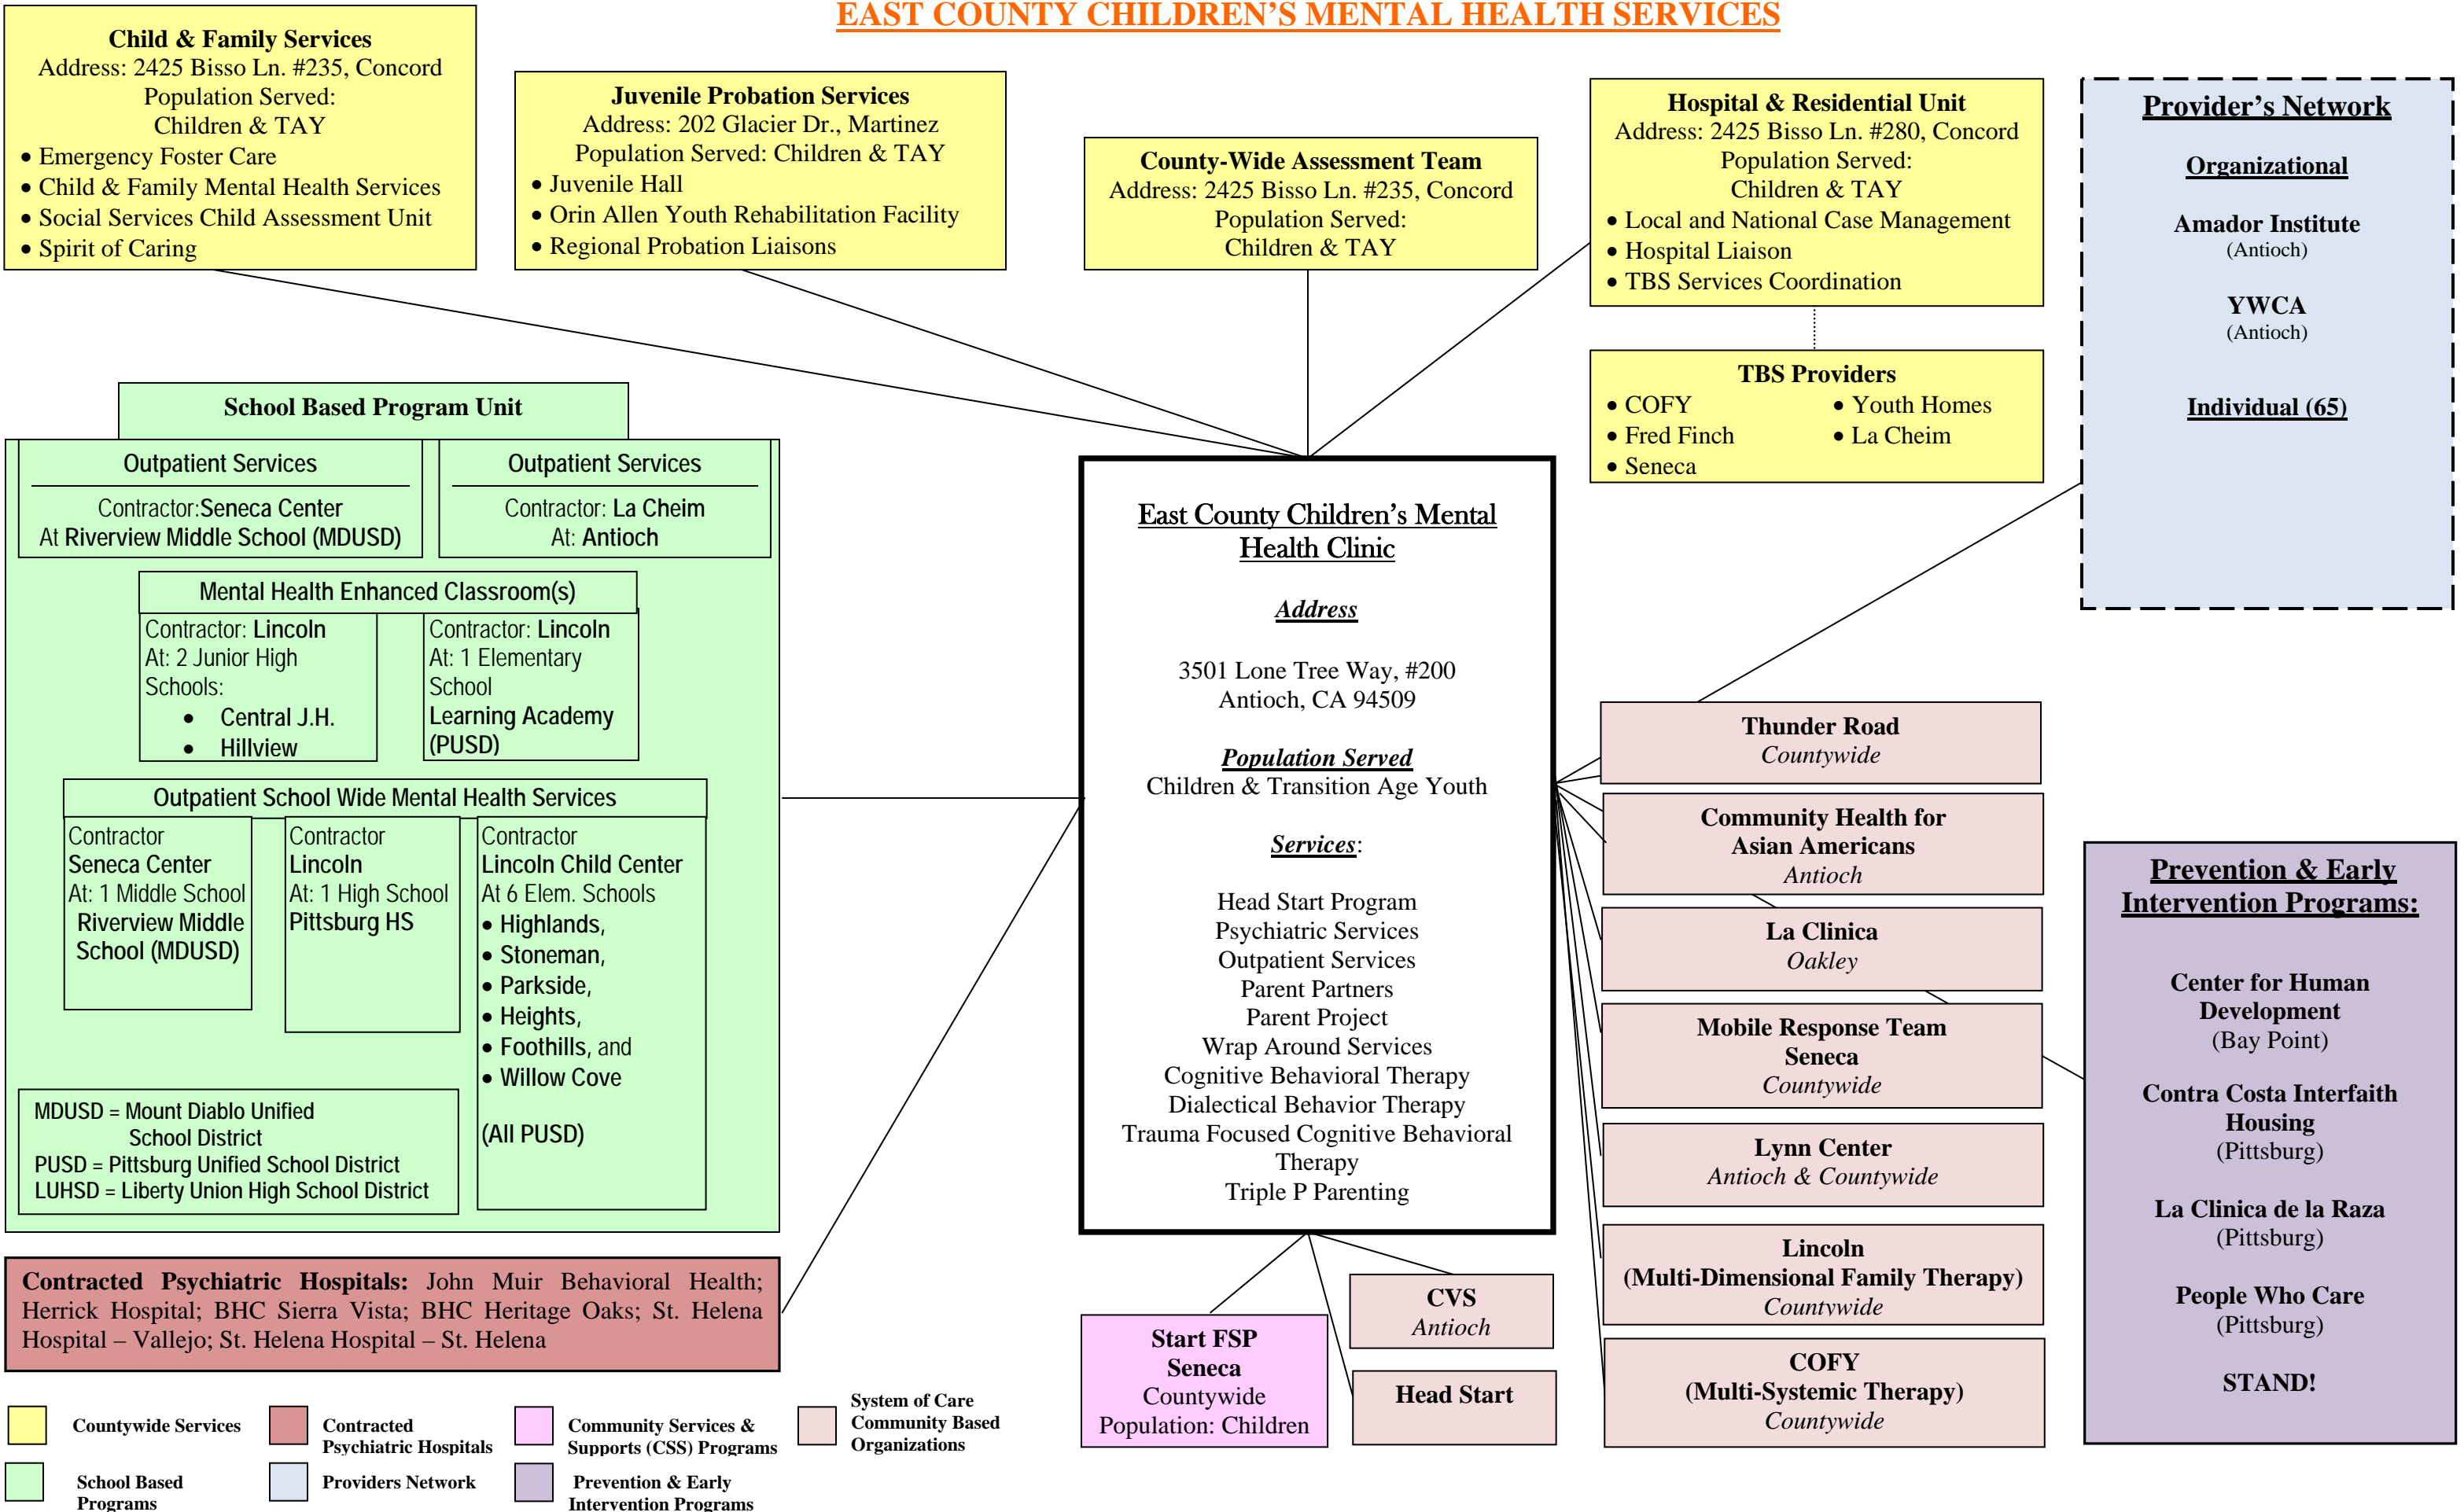 EAST COUNTY CHILDREN’S MENTAL HEALTH SERVICES
Child & Family Services
Address: 2425 Bisso Ln. #235, Concord
Population Served:
Children & TAY
• Emergency Foster Care
• Child & Family Mental Health Services
• Social Services Child Assessment Unit
• Spirit of Caring
Juvenile Probation Services
Address: 202 Glacier Dr., Martinez
Population Served: Children & TAY
• Juvenile Hall
• Orin Allen Youth Rehabilitation Facility
• Regional Probation Liaisons
County-Wide Assessment Team
Address: 2425 Bisso Ln. #235, Concord
Population Served:
Children & TAY
Hospital & Residential Unit
Address: 2425 Bisso Ln. #280, Concord
Population Served:
Children & TAY
• Local and National Case Management
• Hospital Liaison
• TBS Services Coordination
TBS Providers
• COFY
• Fred Finch
• Seneca
• Youth Homes
• La Cheim
Provider’s Network
Organizational
Amador Institute
(Antioch)
YWCA
(Antioch)
Individual (65)
School Based Program Unit
Outpatient Services
Contractor:Seneca Center
At Riverview Middle School (MDUSD)
Outpatient Services
Contractor: La Cheim
At: Antioch
Mental Health Enhanced Classroom(s)
Contractor: Lincoln
At: 2 Junior High
Schools:
• Central J.H.
• Hillview
Contractor: Lincoln
At: 1 Elementary
School
Learning Academy
(PUSD)
Outpatient School Wide Mental Health Services
Contractor
Seneca Center
At: 1 Middle School
Riverview Middle
School (MDUSD)
Contractor
Lincoln
At: 1 High School
Pittsburg HS
Contractor
Lincoln Child Center
At 6 Elem. Schools
• Highlands,
• Stoneman,
• Parkside,
• Heights,
• Foothills, and
• Willow Cove
(All PUSD)
MDUSD = Mount Diablo Unified
School District
PUSD = Pittsburg Unified School District
LUHSD = Liberty Union High School District
East County Children’s Mental
Health Clinic
Address
3501 Lone Tree Way, #200
Antioch, CA 94509
Population Served
Children & Transition Age Youth
Services:
Head Start Program
Psychiatric Services
Outpatient Services
Parent Partners
Parent Project
Wrap Around Services
Cognitive Behavioral Therapy
Dialectical Behavior Therapy
Trauma Focused Cognitive Behavioral
Therapy
Triple P Parenting
Thunder Road
Countywide
Community Health for
Asian Americans
Antioch
La Clinica
Oakley
Mobile Response Team
Seneca
Countywide
Lynn Center
Antioch & Countywide
Lincoln
(Multi-Dimensional Family Therapy)
Countywide
COFY
(Multi-Systemic Therapy)
Countywide
Prevention & Early
Intervention Programs:
Center for Human
Development
(Bay Point)
Contra Costa Interfaith
Housing
(Pittsburg)
La Clinica de la Raza
(Pittsburg)
People Who Care
(Pittsburg)
STAND!
Contracted Psychiatric Hospitals: John Muir Behavioral Health;
Herrick Hospital; BHC Sierra Vista; BHC Heritage Oaks; St. Helena
Hospital – Vallejo; St. Helena Hospital – St. Helena
Start FSP
Seneca
Countywide
Population: Children
CVS
Antioch
Head Start
Countywide Services
Contracted
Psychiatric Hospitals
Community Services &
Supports (CSS) Programs
System of Care
Community Based
Organizations
School Based
Programs
Providers Network
Prevention & Early
Intervention Programs